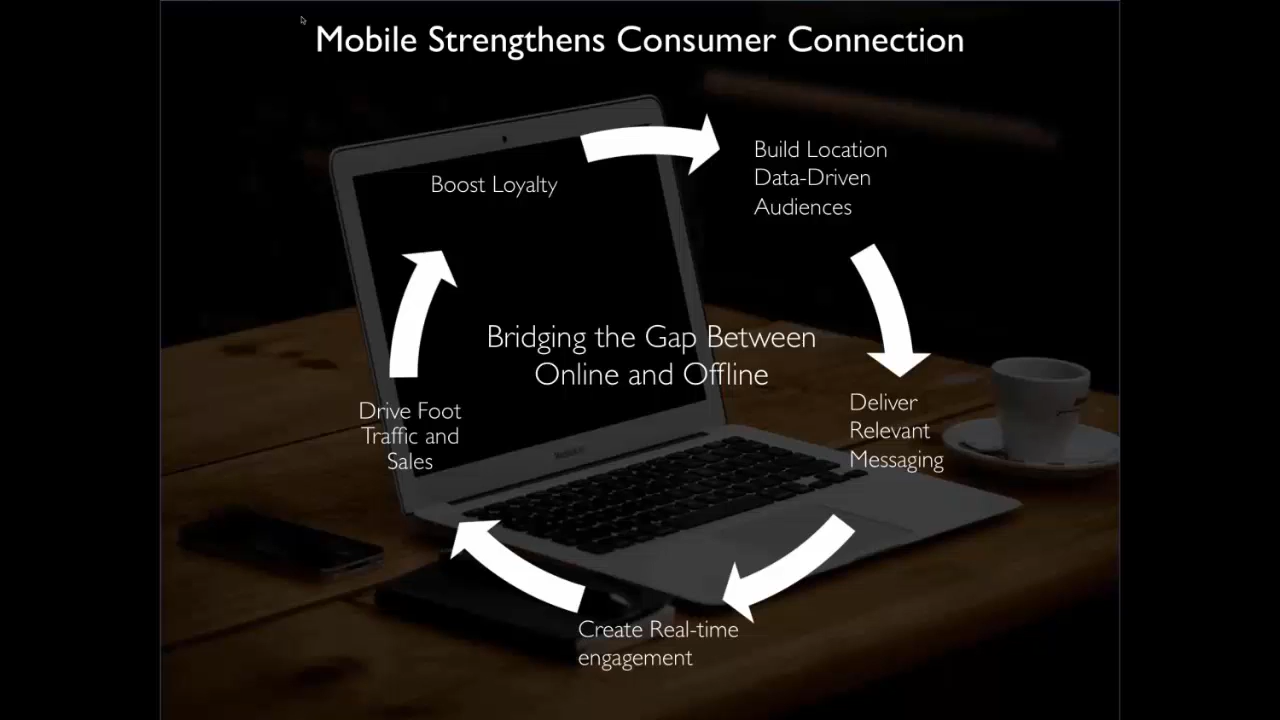 Mobile Strengthens Consumer Connection
Boost Loyalty
Build Location
Data-Driven
Audiences
Bridging the Gap Between
Online and Offline
Deliver
Relevant
Messaging
Create Real-time
engagement
Drive Foot
Traffic and
Sales